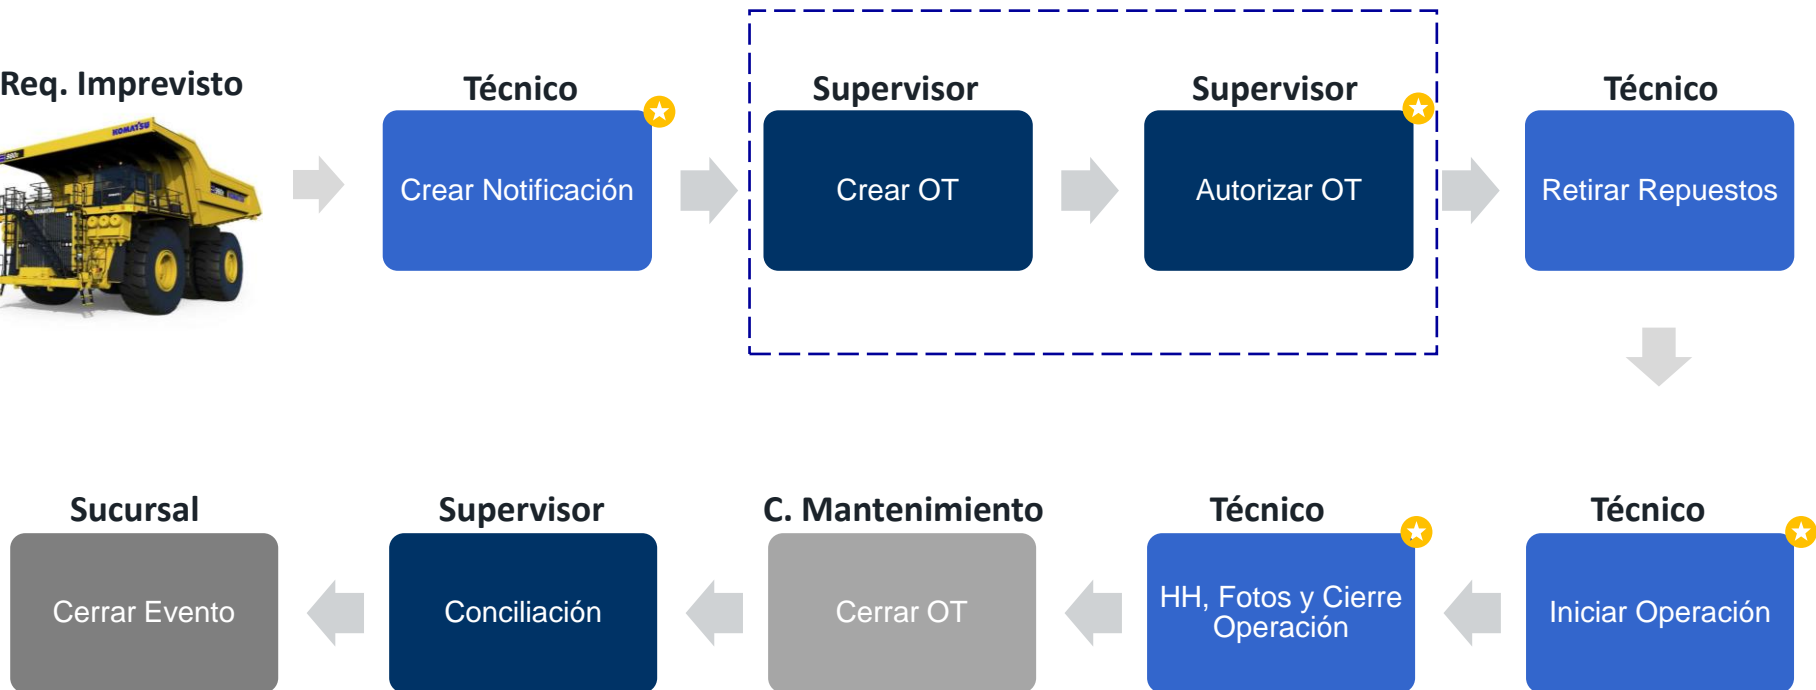 Req. Imprevisto
KOMATSU
Técnico
Crear Notificación
Supervisor
Crear OT
Supervisor
Autorizar OT
Técnico
Retirar Repuestos
Sucursal
Cerrar Evento
Supervisor
Conciliación
C. Mantenimiento
Cerrar OT
Técnico
HH, Fotos y Cierre
Operación
Técnico
Iniciar Operación